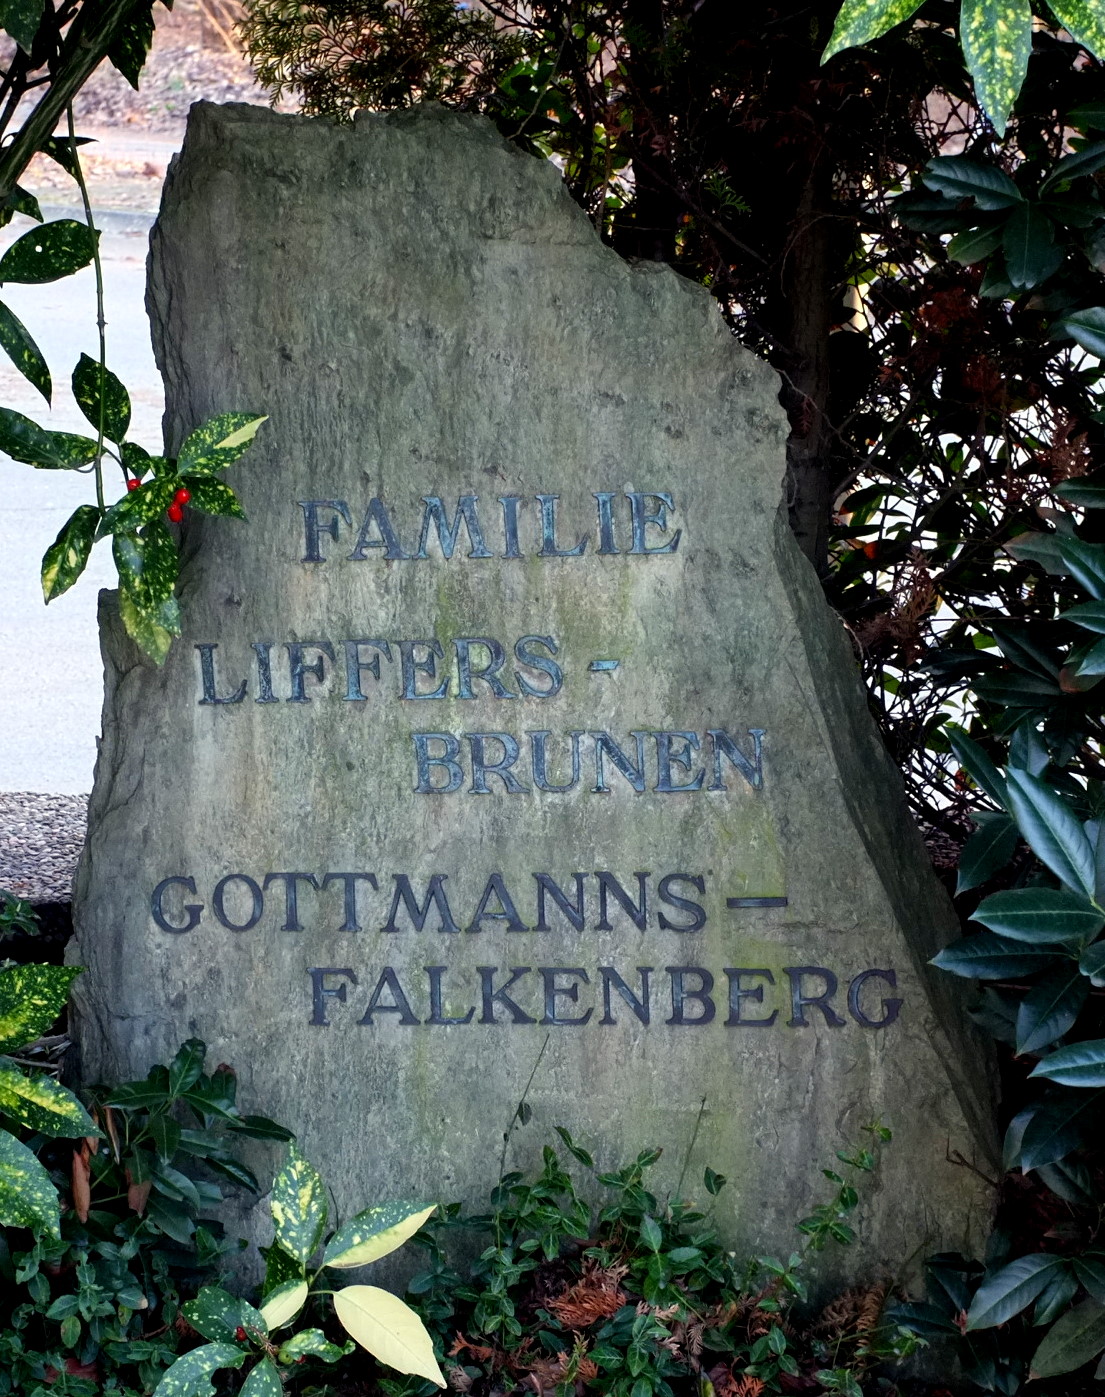 FAMILIE
LIFFERS -
BRUNEN
GOTTMANNS -
FALKENBERG